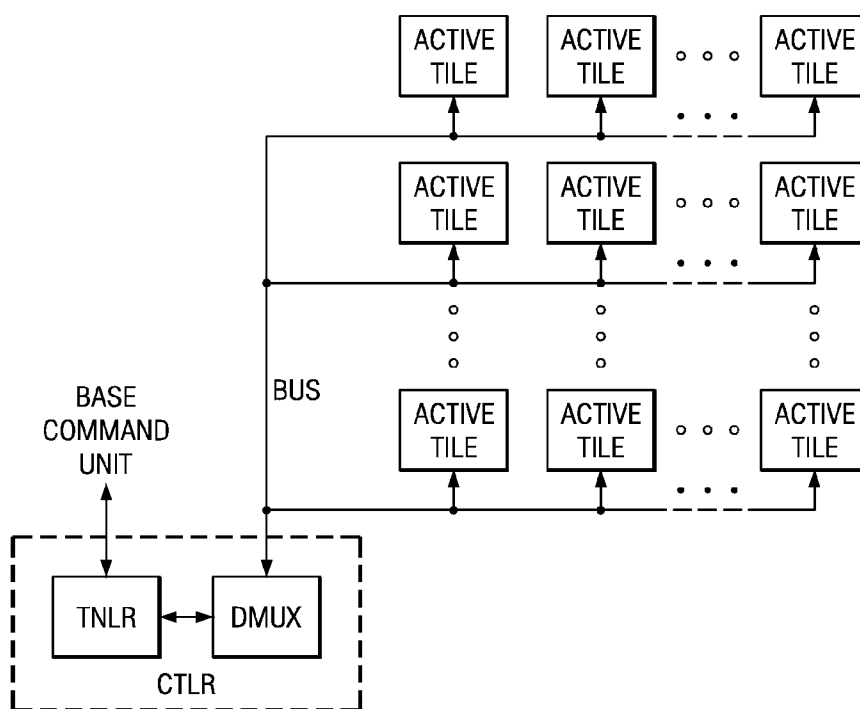 ACTIVE
TILE
ACTIVE
TILE
ACTIVE
TILE
ACTIVE
TILE
ACTIVE
TILE
ACTIVE
TILE
BASE
COMMAND
UNIT
BUS
ACTIVE
TILE
ACTIVE
TILE
ACTIVE
TILE
TNLR
DMUX
CTLR